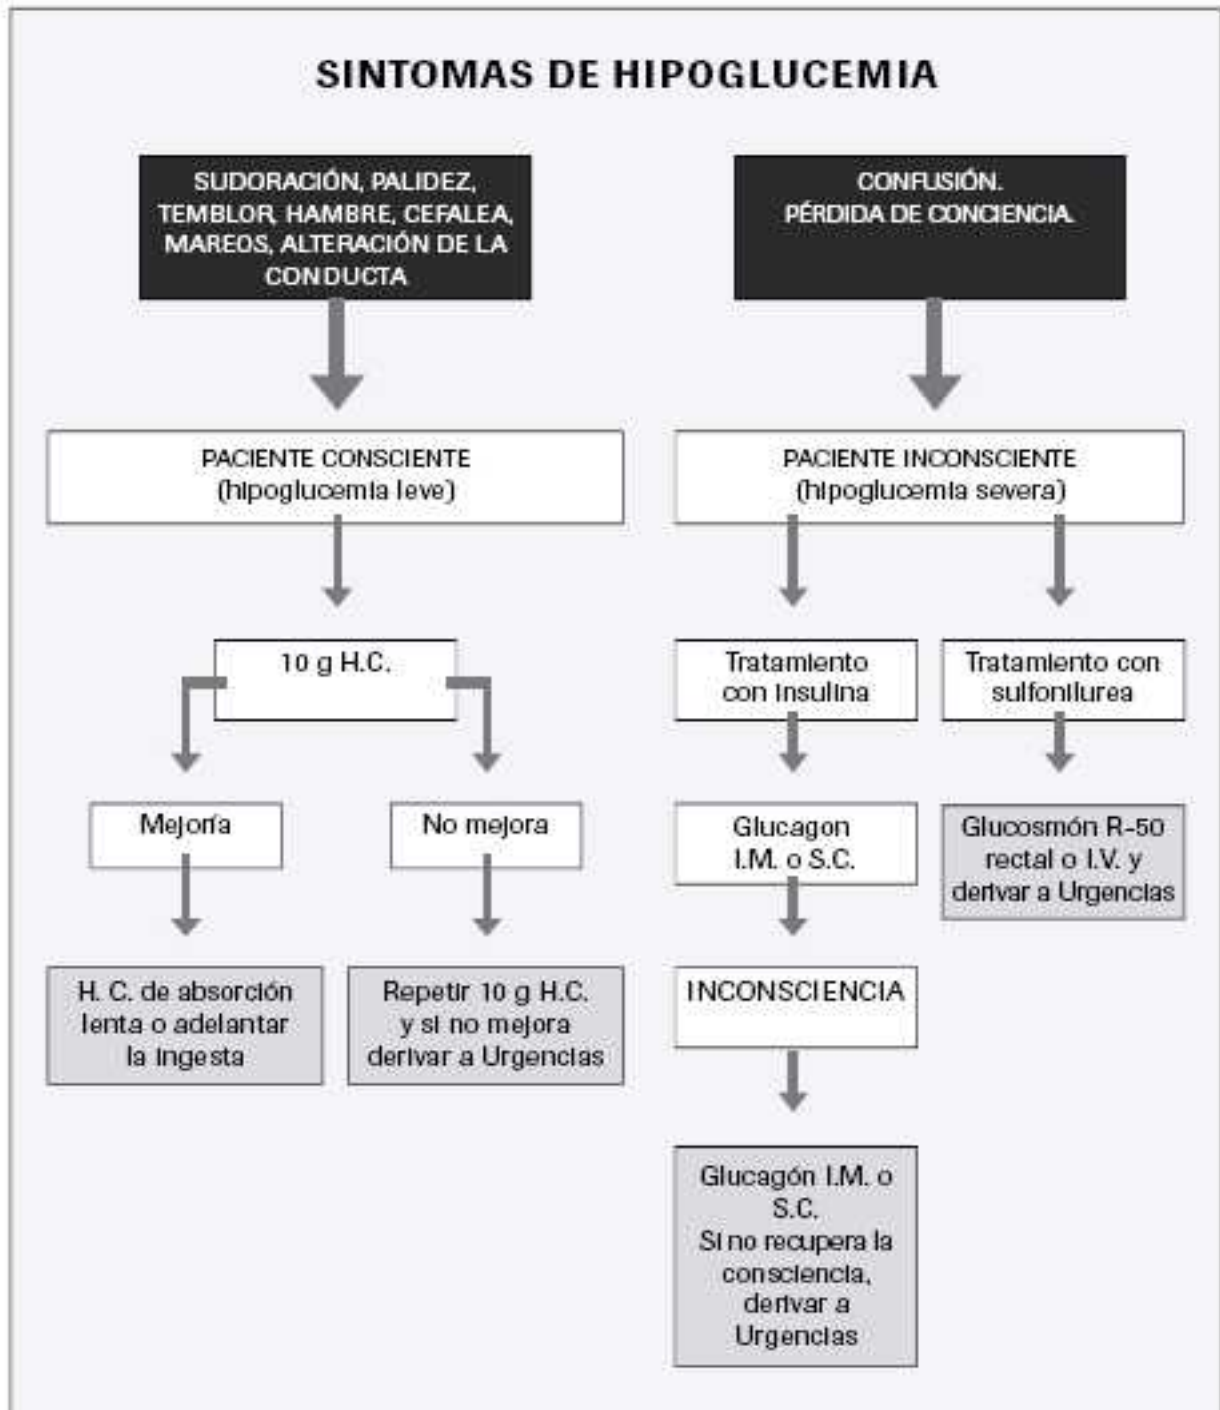 SINTOMAS DE HIPOGLUCEMIA
SUDORACIÓN, PALIDEZ,
TEMBLOR, HAMBRE, CEFALEA,
MAREOS, ALTERACIÓN DE LA
CONDUCTA
CONFUSIÓN.
PÉRDIDA DE CONCIENCIA.
PACIENTE CONSCIENTE
(hipoglucemia leve)
PACIENTE INCONSCIENTE
(hipoglucemia severa)
10 g H.C.
Tratamiento
con insulina
Tratamiento con
sulfonilurea
Mejoría
No mejora
Glucagon
I.M. o S.C.
Glucosmón R-50
rectal o I.V. y
derivar a Urgencias
H. C. de absorción
lenta o adelantar
la ingesta
Repetir 10 g H.C.
y si no mejora
derivar a Urgencias
INCONSCIENCIA
Glucagón I.M. o
S.C.
Si no recupera la
consciencia,
derivar a
Urgencias